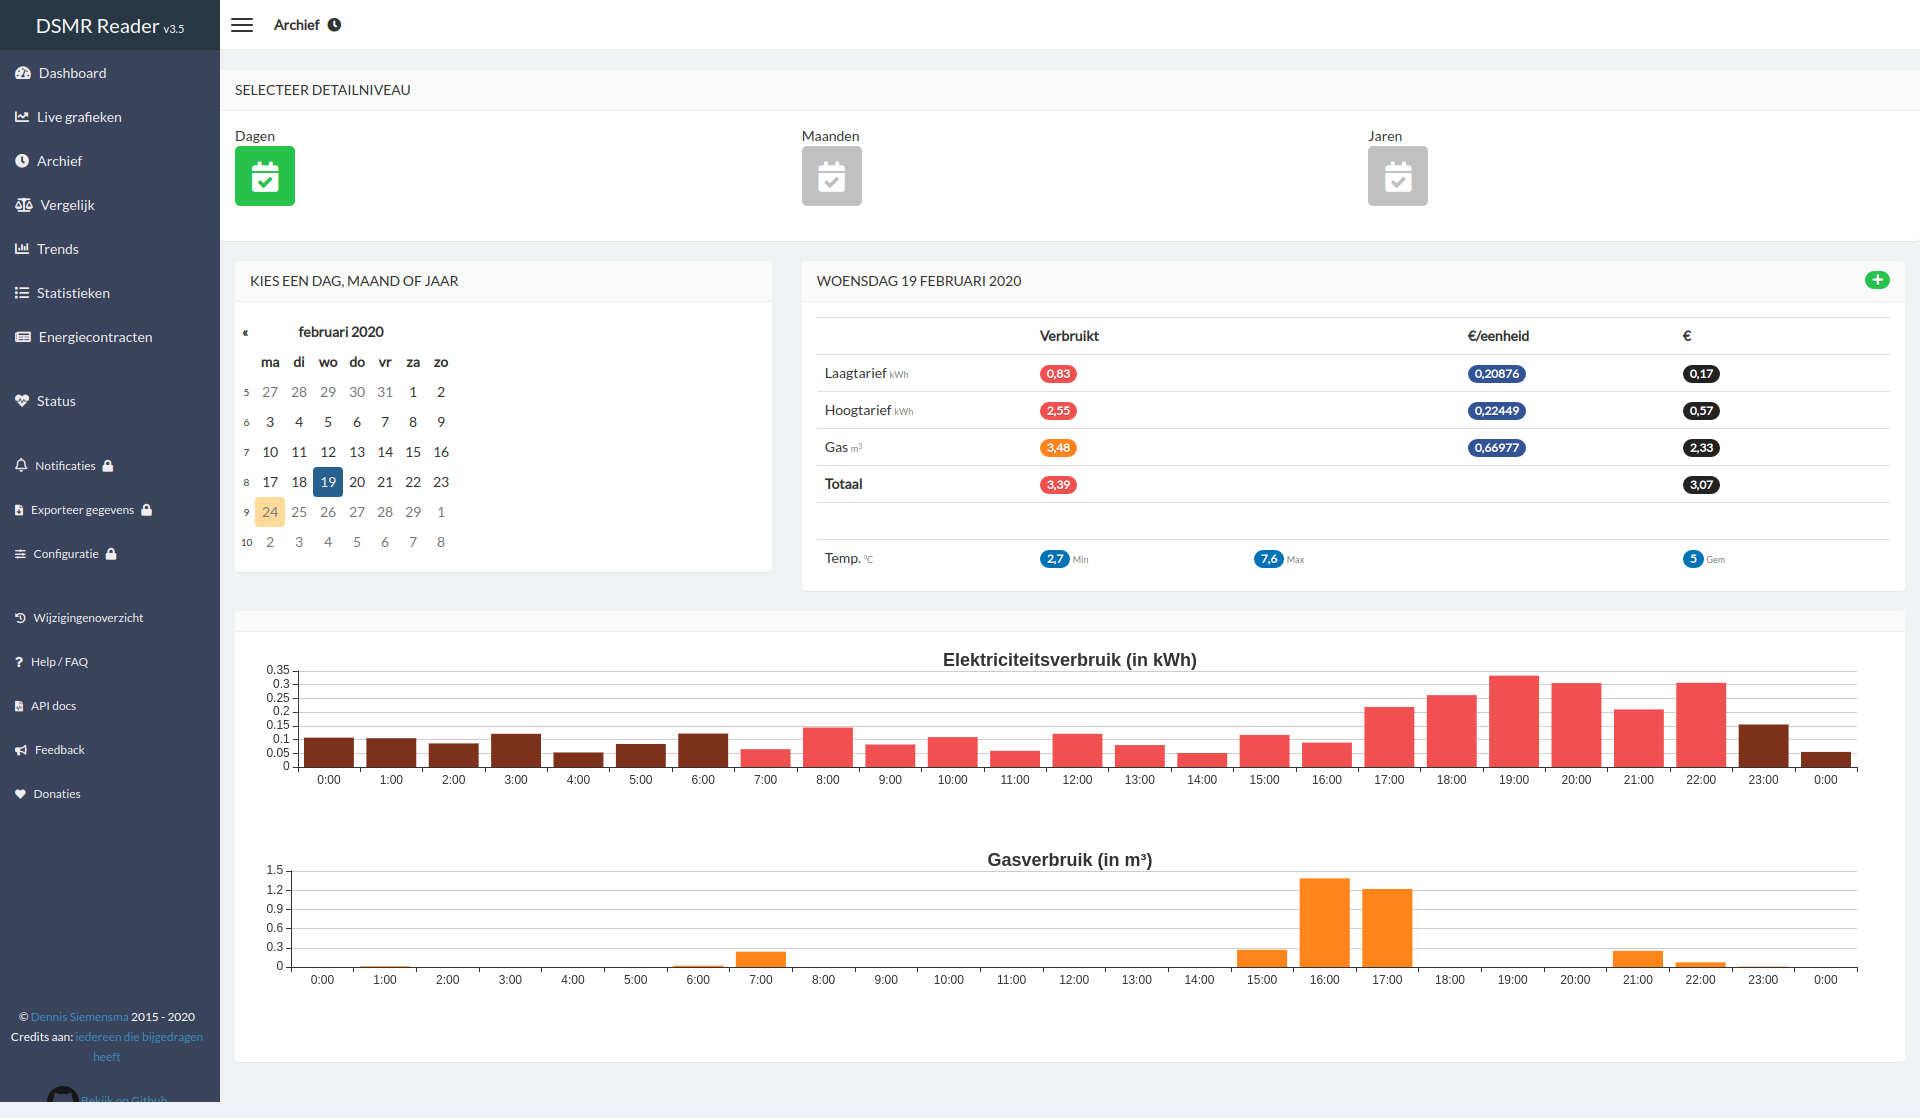 DSMR Reader v3.5
Dashboard
Live grafieken
Archief
Vergelijk
Trends
Statistieken
Energiecontracten
Status
Notificaties
Exporteer gegevens
Configuratie
Wijzigingenoverzicht
Help / FAQ
API docs
Feedback
Donaties
© Dennis Siemensma 2015 - 2020
Credits aan: iedereen die bijgedragen
heeft
Bekijk op Github
Archief
SELECTEER DETAILNIVEAU
Dagen Maanden Jaren
KIES EEN DAG, MAAND OF JAAR
« februari 2020
ma di wo do vr za zo
5 27 28 29 30 31 1 2
6 3 4 5 6 7 8 9
7 10 11 12 13 14 15 16
8 17 18 19 20 21 22 23
9 24 25 26 27 28 29 1
10 2 3 4 5 6 7 8
WOENSDAG 19 FEBRUARI 2020
Verbruikt €/eenheid €
Laagtarief kWh 0,83 0,20876 0,17
Hoogtarief kWh 2,55 0,22449 0,57
Gas m³ 3,48 0,66977 2,33
Totaal 3,39 3,07
Temp. °C 2,7 Min 7,6 Max 5 Gem
Elektriciteitsverbruik (in kWh)
0.35
0.3
0.25
0.2
0.15
0.1
0.05
0
0:00 1:00 2:00 3:00 4:00 5:00 6:00 7:00 8:00 9:00 10:00 11:00 12:00 13:00 14:00 15:00 16:00 17:00 18:00 19:00 20:00 21:00 22:00 23:00 0:00
Gasverbruik (in m³)
1.5
1.2
0.9
0.6
0.3
0
0:00 1:00 2:00 3:00 4:00 5:00 6:00 7:00 8:00 9:00 10:00 11:00 12:00 13:00 14:00 15:00 16:00 17:00 18:00 19:00 20:00 21:00 22:00 23:00 0:00